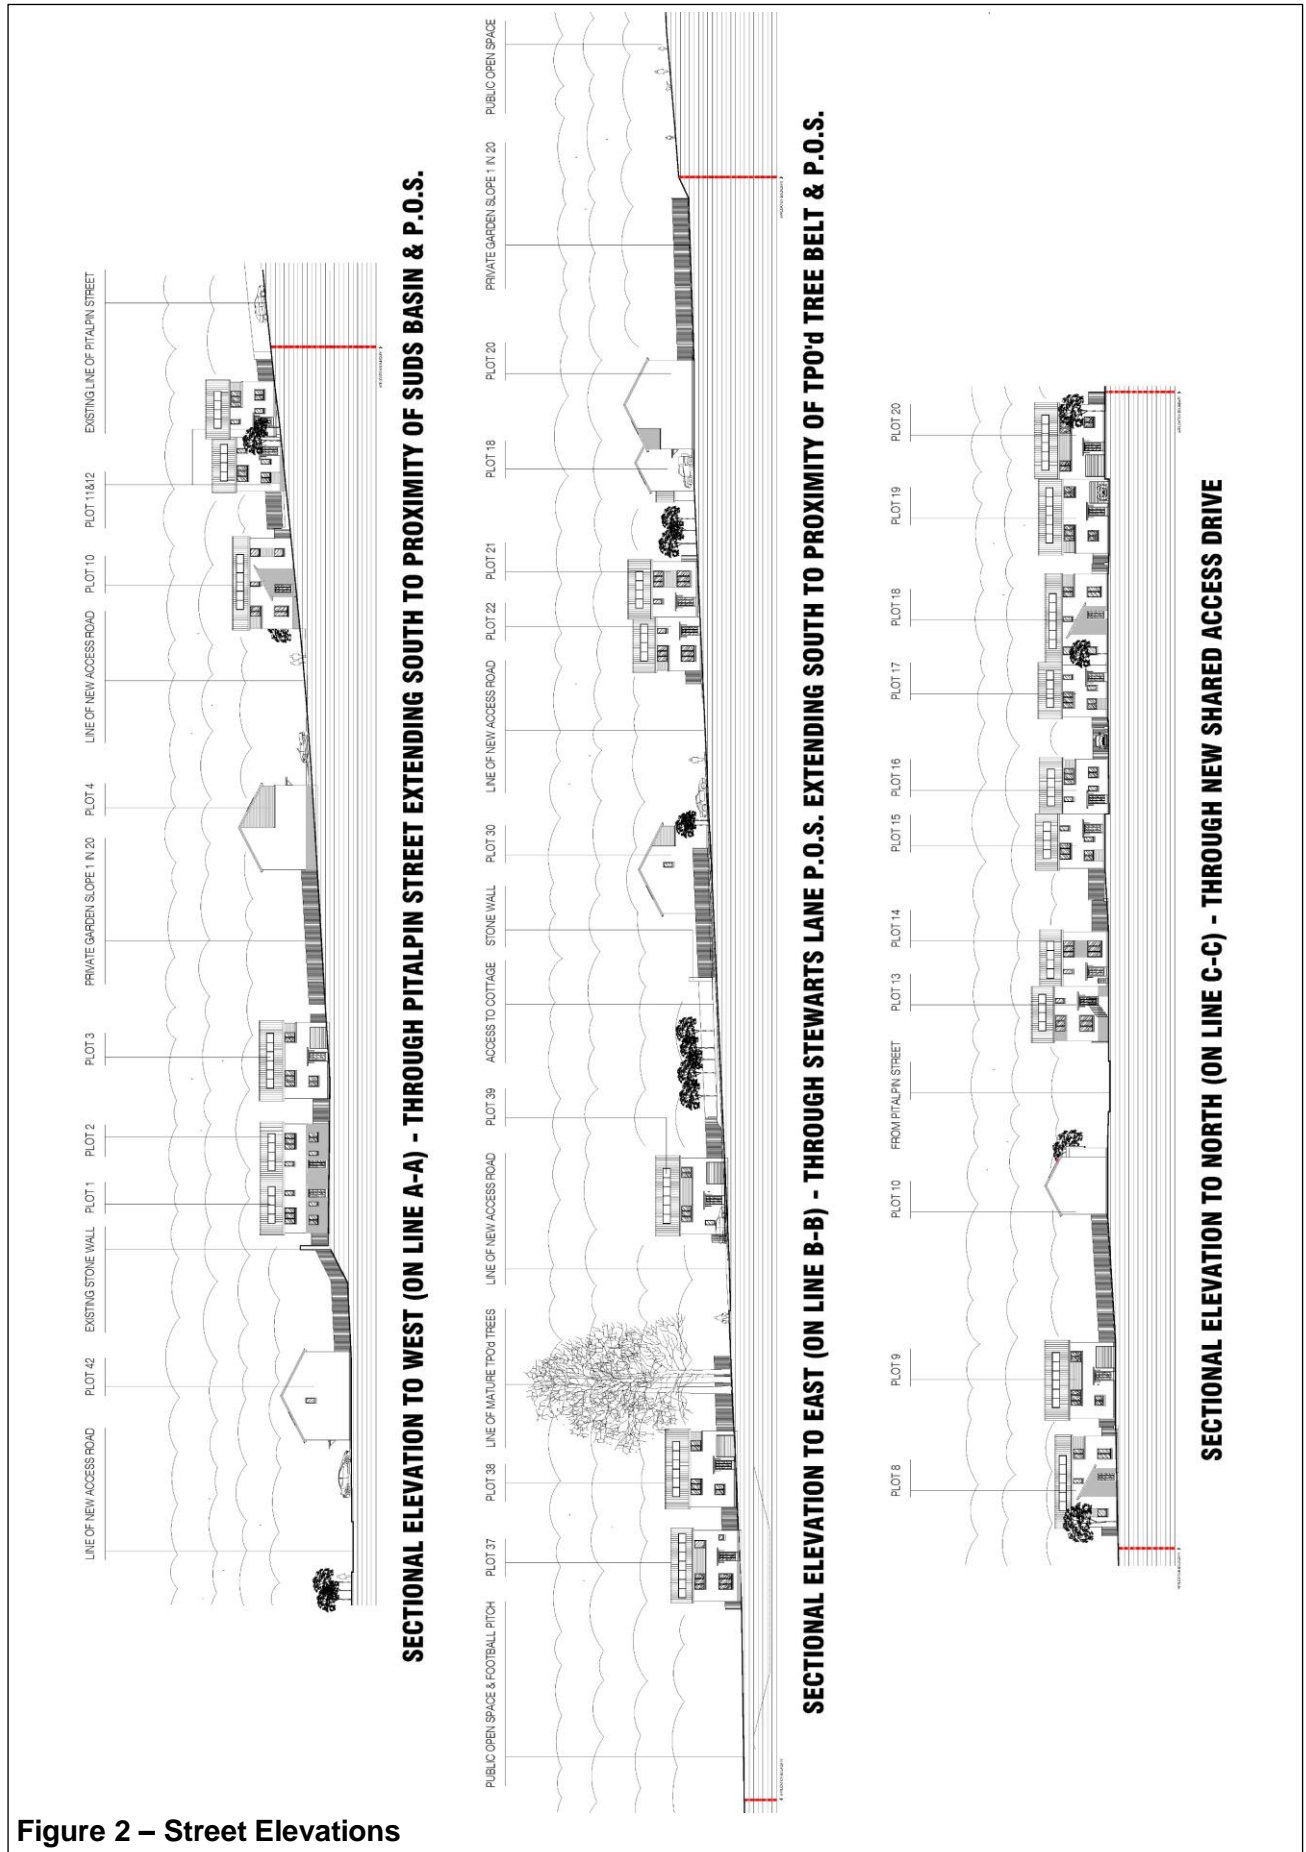 LINE OF NEW ACCESS ROAD
PLOT 42
EXISTING STONE WALL
PLOT 1
PLOT 2
PLOT 3
PRIVATE GARDEN SLOPE 1 IN 20
PLOT 4
LINE OF NEW ACCESS ROAD
PLOT 10
PLOT 11&12
EXISTING LINE OF PITALPIN STREET
SECTIONAL ELEVATION TO WEST (ON LINE A-A) - THROUGH PITALPIN STREET EXTENDING SOUTH TO PROXIMITY OF SUDS BASIN & P.O.S.
PUBLIC OPEN SPACE & FOOTBALL PITCH
PLOT 37
PLOT 38
LINE OF MATURE TPO'd TREES
LINE OF NEW ACCESS ROAD
PLOT 39
ACCESS TO COTTAGE
STONE WALL
PLOT 30
LINE OF NEW ACCESS ROAD
PLOT 22
PLOT 21
PLOT 18
PLOT 20
PRIVATE GARDEN SLOPE 1 IN 20
PUBLIC OPEN SPACE
SECTIONAL ELEVATION TO EAST (ON LINE B-B) - THROUGH STEWARTS LANE P.O.S. EXTENDING SOUTH TO PROXIMITY OF TPO'd TREE BELT & P.O.S.
PLOT 8
PLOT 9
PLOT 10
FROM PITALPIN STREET
PLOT 13
PLOT 14
PLOT 15
PLOT 16
PLOT 17
PLOT 18
PLOT 19
PLOT 20
SECTIONAL ELEVATION TO NORTH (ON LINE C-C) - THROUGH NEW SHARED ACCESS DRIVE
Figure 2 – Street Elevations